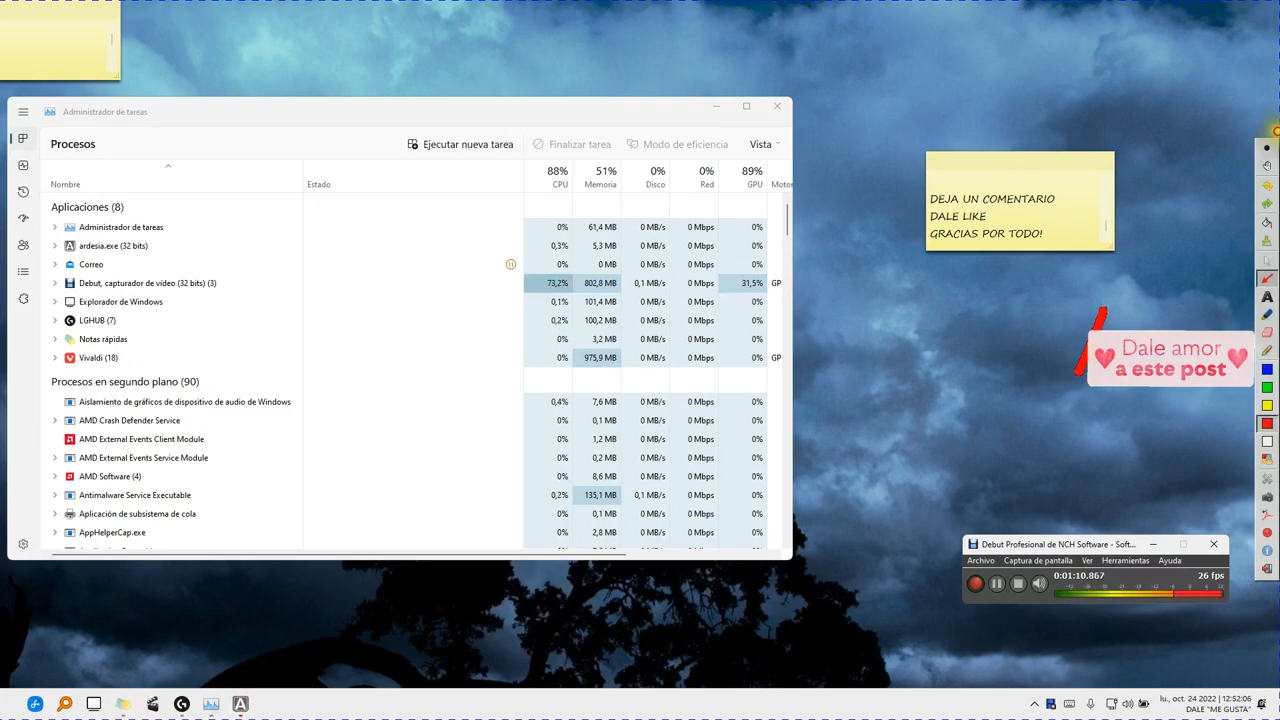 Administrador de tareas
Procesos
Ejecutar nueva tarea
Finalizar tarea
Modo de eficiencia
Vista
88% 51% 0% 0% 89%
Nombre Estado CPU Memoria Disco Red GPU Motor
Aplicaciones (8)
Administrador de tareas 0% 61,4 MB 0 MB/s 0 Mbps 0%
ardesia.exe (32 bits) 0,3% 5,3 MB 0 MB/s 0 Mbps 0%
Correo 0% 0 MB 0 MB/s 0 Mbps 0%
Debut, capturador de vídeo (32 bits) (3) 73,2% 802,8 MB 0,1 MB/s 0 Mbps 31,5% GP
Explorador de Windows 0,1% 101,4 MB 0 MB/s 0 Mbps 0%
LGHUB (7) 0,2% 100,2 MB 0 MB/s 0 Mbps 0%
Notas rápidas 0% 3,2 MB 0 MB/s 0 Mbps 0%
Vivaldi (18) 0% 975,9 MB 0 MB/s 0 Mbps 0% GP
Procesos en segundo plano (90)
Aislamiento de gráficos de dispositivo de audio de Windows 0,4% 7,6 MB 0 MB/s 0 Mbps 0%
AMD Crash Defender Service 0% 0,1 MB 0 MB/s 0 Mbps 0%
AMD External Events Client Module 0% 1,2 MB 0 MB/s 0 Mbps 0%
AMD External Events Service Module 0% 0,2 MB 0 MB/s 0 Mbps 0%
AMD Software (4) 0% 8,6 MB 0 MB/s 0 Mbps 0%
Antimalware Service Executable 0,2% 135,1 MB 0,1 MB/s 0 Mbps 0%
Aplicación de subsistema de cola 0% 0,1 MB 0 MB/s 0 Mbps 0%
AppHelperCap.exe 0% 2,8 MB 0 MB/s 0 Mbps 0%
DEJA UN COMENTARIO
DALE LIKE
GRACIAS POR TODO!
Dale amor
a este post
Debut Profesional de NCH Software - Soft...
Archivo Captura de pantalla Ver Herramientas Ayuda
0:01:10.867 26 fps
lu., oct. 24 2022 | 12:52:06
DALE "ME GUSTA"